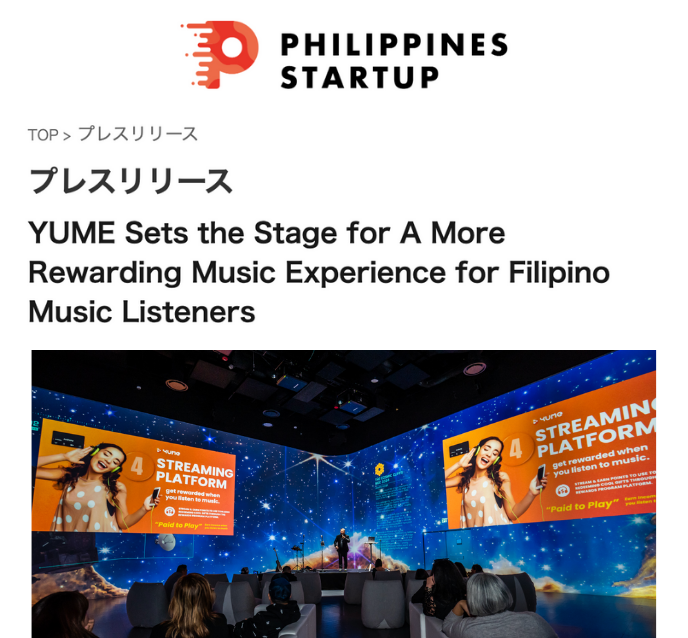 PHILIPPINES
STARTUP
TOP > プレスリリース
プレスリリース
YUME Sets the Stage for A More
Rewarding Music Experience for Filipino
Music Listeners
yume
4
STREAMING
PLATFORM
get rewarded when
you listen to music.
"Paid to Play"
yume
4
STREAMING
PLATFORM
get rewarded when
you listen to music.
STREAM & EARN POINTS TO USE TO
REDEEM COOL GIFTS THROUGH
REWARDS PROGRAM PLATFORM.
"Paid to Play"